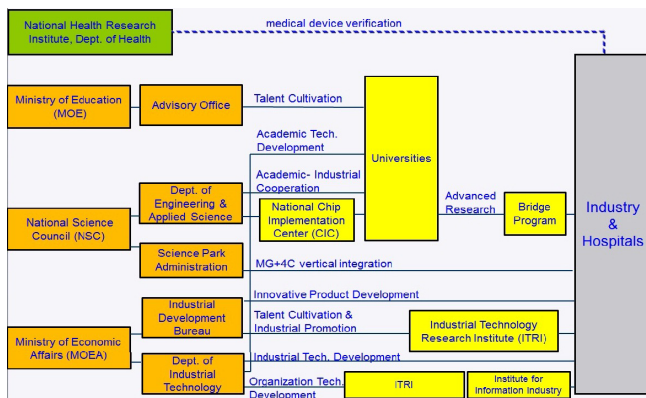 National Health Research
Institute, Dept. of Health
medical device verification
Ministry of Education
(MOE)
Advisory Office
Talent Cultivation
Academic Tech.
Development
Universities
Academic- Industrial
Cooperation
Dept. of
Engineering &
Applied Science
National Chip
Implementation
Center (CIC)
Advanced
Research
Bridge
Program
Industry
&
Hospitals
National Science
Council (NSC)
Science Park
Administration
MG+4C vertical integration
Innovative Product Development
Industrial
Development
Bureau
Talent Cultivation &
Industrial Promotion
Industrial Technology
Research Institute (ITRI)
Ministry of Economic
Affairs (MOEA)
Dept. of
Industrial
Technology
Industrial Tech. Development
Organization Tech.
Development
ITRI
Institute for
Information Industry